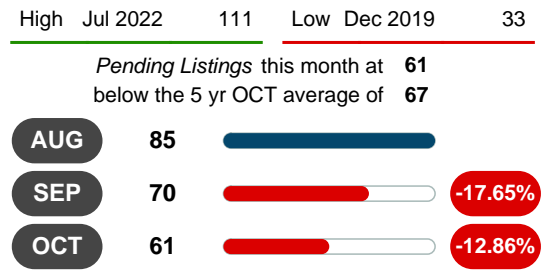 High Jul 2022 111 Low Dec 2019 33
Pending Listings this month at 61
below the 5 yr OCT average of 67
AUG 85
SEP 70 -17.65%
OCT 61 -12.86%